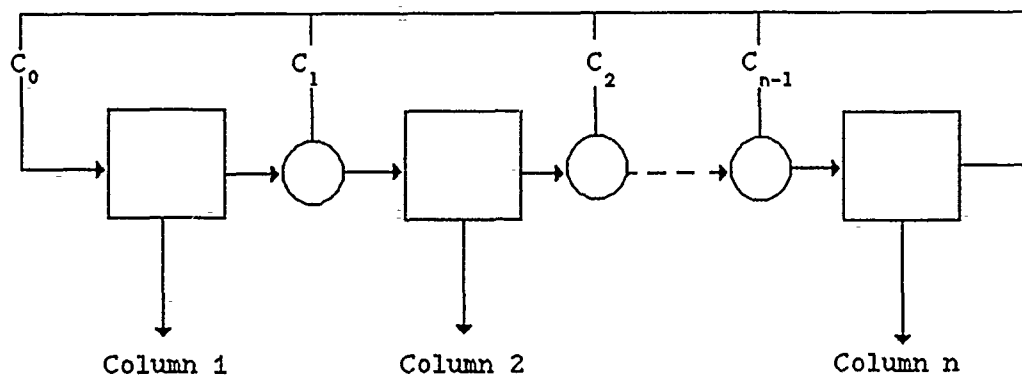 C₀ C₁ C₂ Cₙ₋₁
Column 1 Column 2 Column n